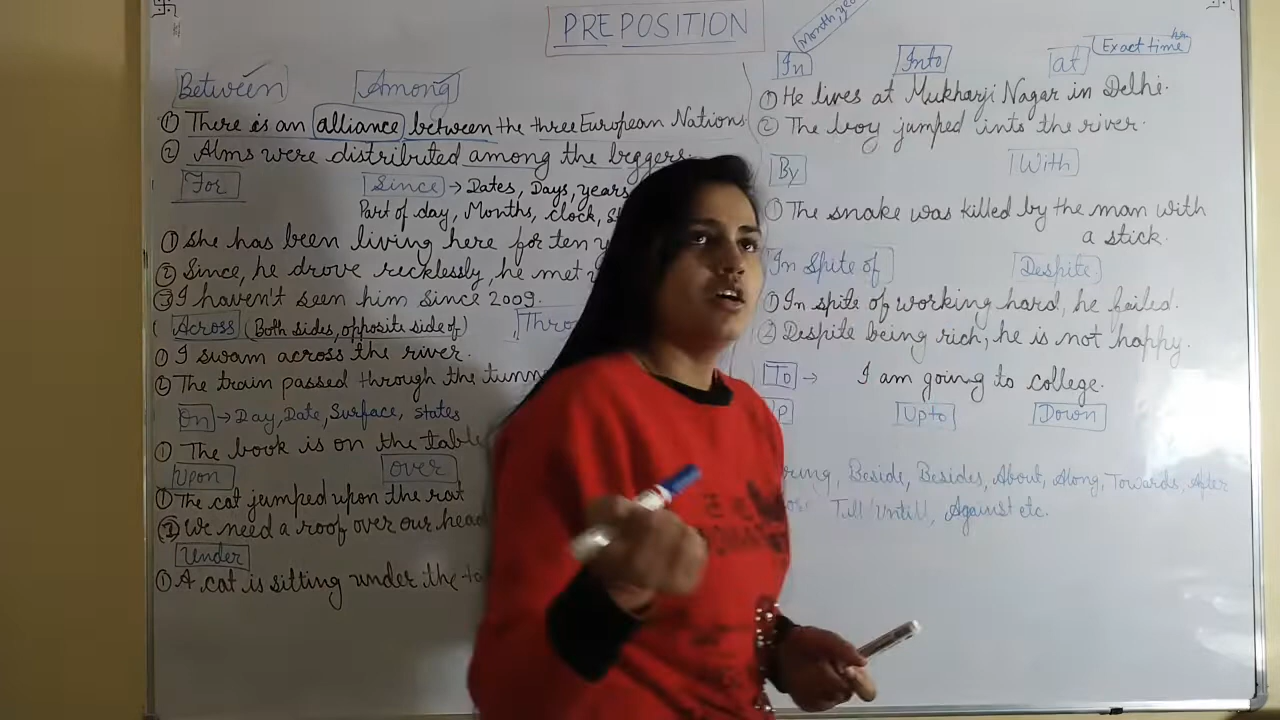 PREPOSITION
Between Among
① There is an alliance between the three European Nations
② Alms were distributed among the beggers.
For Since → Dates, Days, years
Part of day, Months, clock,
① She has been living here for ten
② Since, he drove recklessly, he met
③ I haven't seen him since 2009.
Across (Both sides, opposite side of) Thro
① I swam across the river.
② The train passed through the tunn
On → Day, Date, Surface, states
① The book is on the table
Upon over
① The cat jumped upon the rat
② We need a roof over our head
Under
① A cat is sitting under the ta
Month, yea
In Into at Exact time
① He lives at Mukharji Nagar in Delhi.
② The boy jumped into the river.
By With
① The snake was killed by the man with
a stick.
In Spite of Despite
① In spite of working hard, he failed.
② Despite being rich, he is not happy.
To → I am going to college.
p Upto Down
ring, Beside, Besides, About, Along, Towards, After
Till/Until, Against etc.